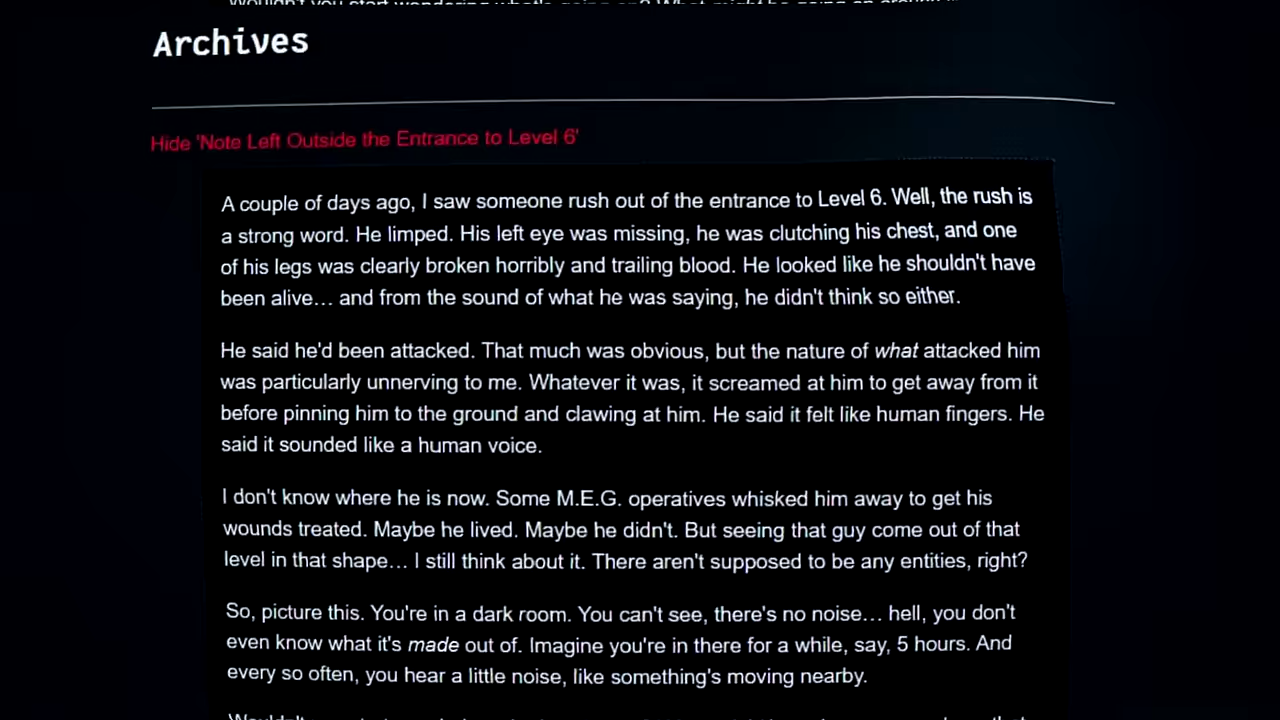 Archives
Hide 'Note Left Outside the Entrance to Level 6'
A couple of days ago, I saw someone rush out of the entrance to Level 6. Well, the rush is
a strong word. He limped. His left eye was missing, he was clutching his chest, and one
of his legs was clearly broken horribly and trailing blood. He looked like he shouldn't have
been alive… and from the sound of what he was saying, he didn't think so either.
He said he'd been attacked. That much was obvious, but the nature of what attacked him
was particularly unnerving to me. Whatever it was, it screamed at him to get away from it
before pinning him to the ground and clawing at him. He said it felt like human fingers. He
said it sounded like a human voice.
I don't know where he is now. Some M.E.G. operatives whisked him away to get his
wounds treated. Maybe he lived. Maybe he didn't. But seeing that guy come out of that
level in that shape… I still think about it. There aren't supposed to be any entities, right?
So, picture this. You're in a dark room. You can't see, there's no noise… hell, you don't
even know what it's made out of. Imagine you're in there for a while, say, 5 hours. And
every so often, you hear a little noise, like something's moving nearby.